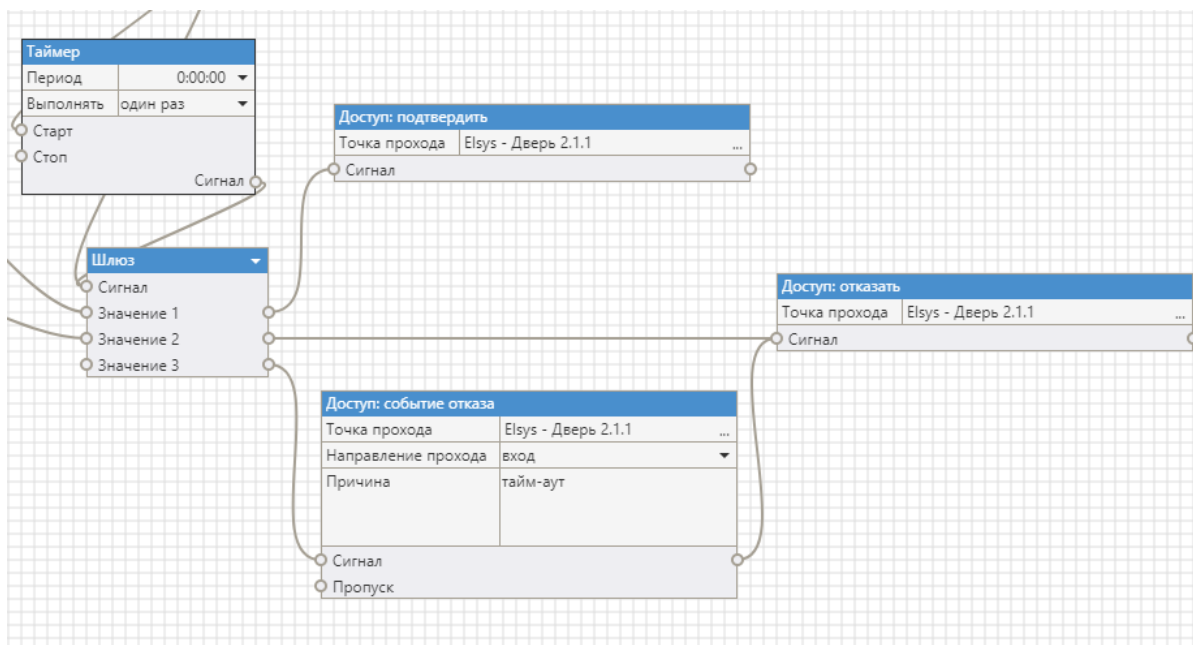 Таймер
Период 0:00:00
Выполнять один раз
Старт
Стоп
Сигнал
Доступ: подтвердить
Точка прохода Elsys - Дверь 2.1.1 ...
Сигнал
Шлюз
Сигнал
Значение 1
Значение 2
Значение 3
Доступ: отказать
Точка прохода Elsys - Дверь 2.1.1 ...
Сигнал
Доступ: событие отказа
Точка прохода Elsys - Дверь 2.1.1 ...
Направление прохода вход
Причина тайм-аут
Сигнал
Пропуск